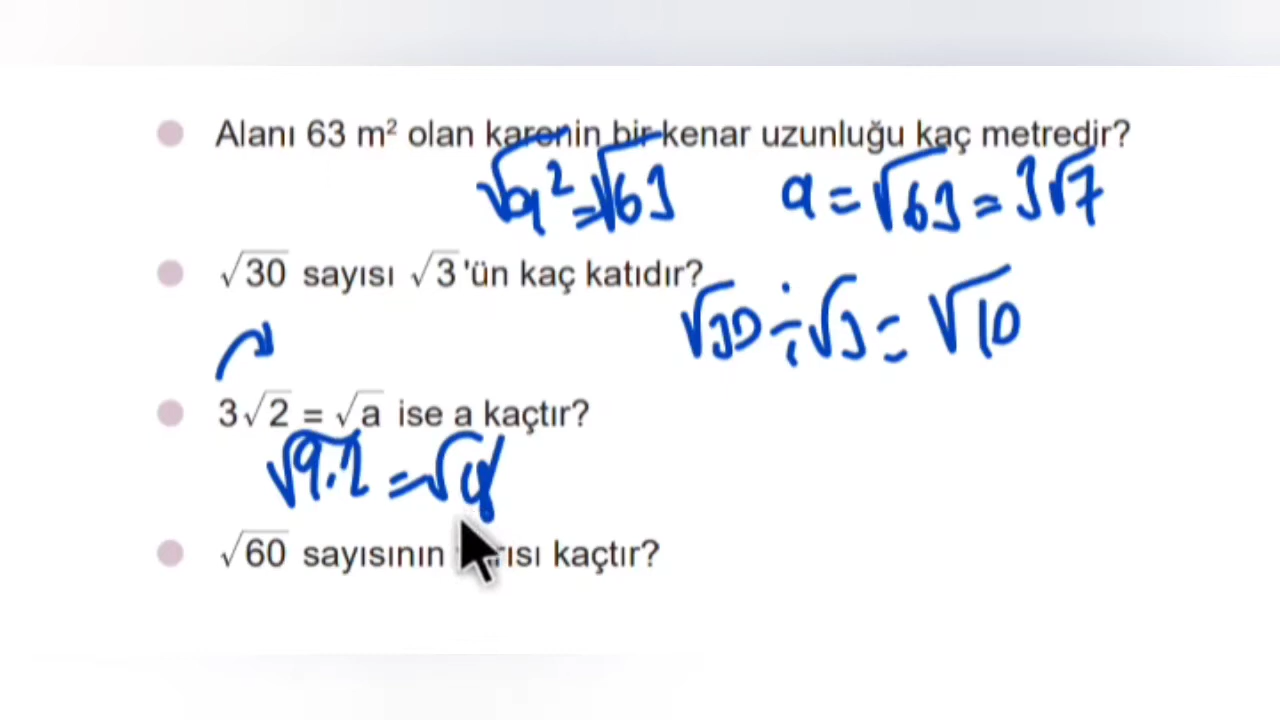 Alanı 63 m² olan karenin bir kenar uzunluğu kaç metredir?
√a² = √63 a = √63 = 3√7
√30 sayısı √3'ün kaç katıdır?
√30 ÷ √3 = √10
3√2 = √a ise a kaçtır?
√9.2 = √a
√60 sayısının kaçtır?